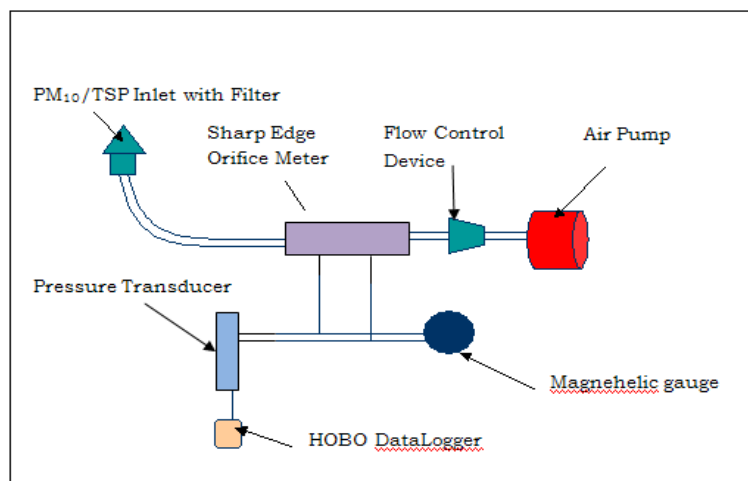 PM₁₀/TSP Inlet with Filter
Sharp Edge
Orifice Meter
Flow Control
Device
Air Pump
Pressure Transducer
Magnehelic gauge
HOBO DataLogger